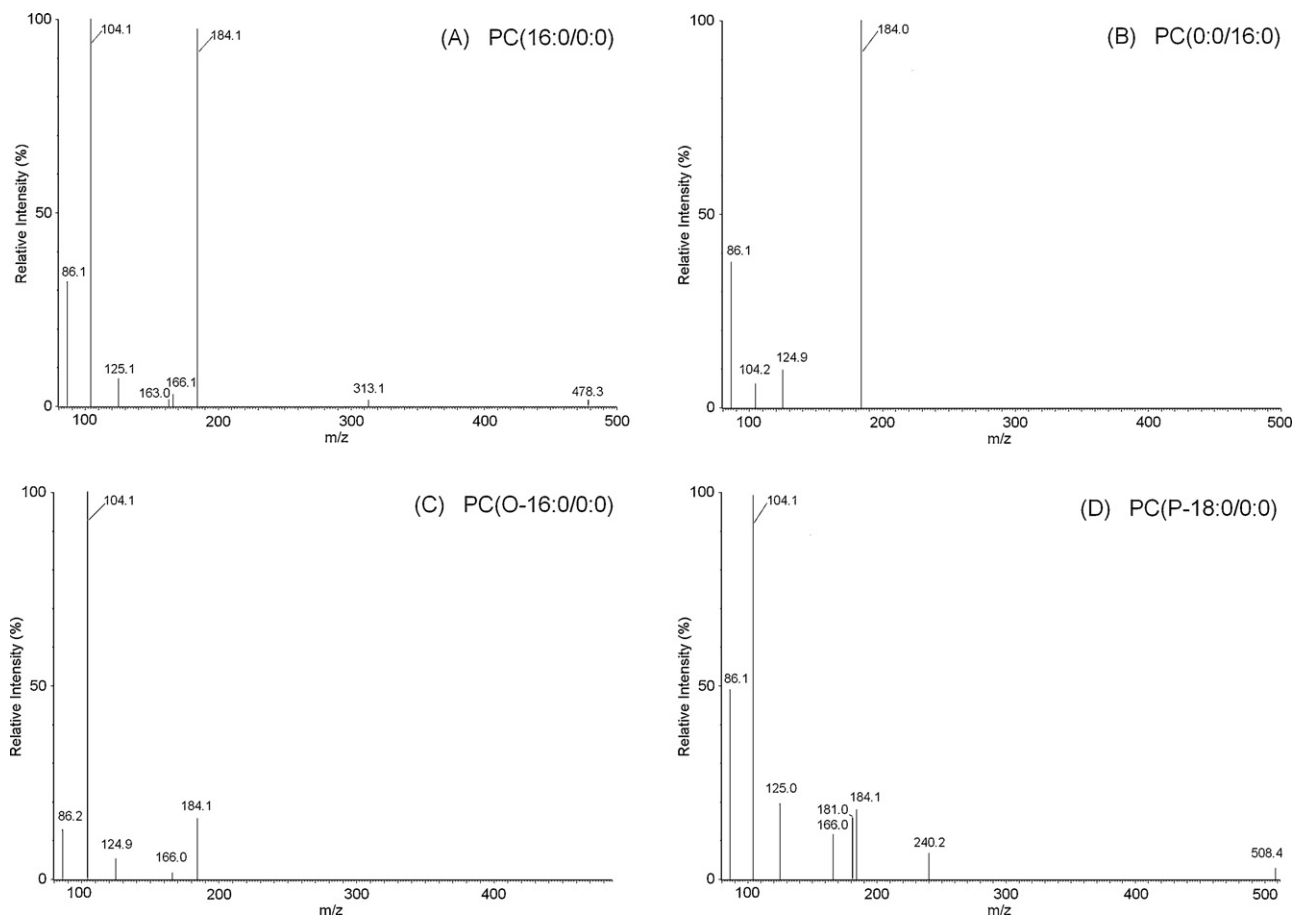 (A) PC(16:0/0:0)
Relative Intensity (%)
100
50
0
104.1
184.1
86.1
125.1
163.0
166.1
313.1
478.3
100 200 300 400 500
m/z
(B) PC(0:0/16:0)
Relative Intensity (%)
100
50
0
184.0
86.1
104.2
124.9
100 200 300 400 500
m/z
(C) PC(O-16:0/0:0)
Relative Intensity (%)
100
50
0
104.1
86.2
124.9
166.0
184.1
100 200 300 400
m/z
(D) PC(P-18:0/0:0)
Relative Intensity (%)
100
50
0
104.1
86.1
125.0
181.0
166.0
184.1
240.2
508.4
100 200 300 400 500
m/z